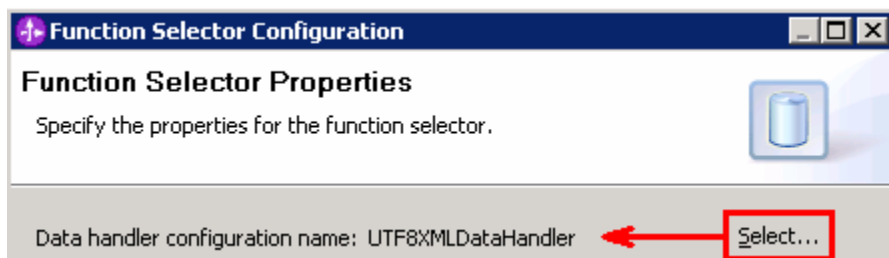 Function Selector Configuration
Function Selector Properties
Specify the properties for the function selector.
Data handler configuration name: UTF8XMLDataHandler Select...